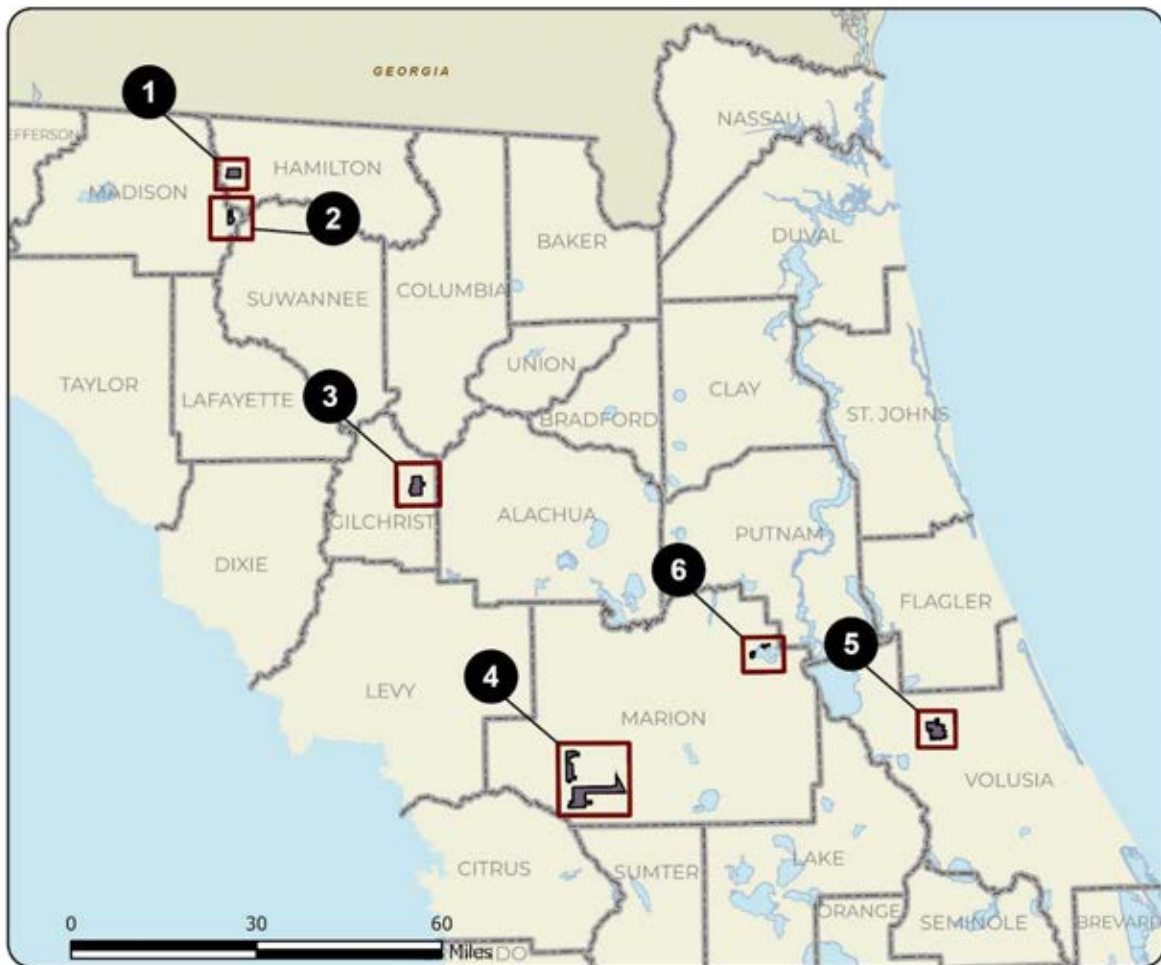 GEORGIA
1
NASSAU
EFFERSON
HAMILTON
MADISON
2
BAKER
DUVAL
COLUMBIA
SUWANNEE
UNION
3
TAYLOR
LAFAYETTE
CLAY
BRADFORD
ST. JOHNS
GILCHRIST
ALACHUA
PUTNAM
DIXIE
6
FLAGLER
5
4
LEVY
MARION
VOLUSIA
CITRUS
SUMTER
LAKE
ORANGE
SEMINOLE
BREVARD
0 30 60
Miles
DO